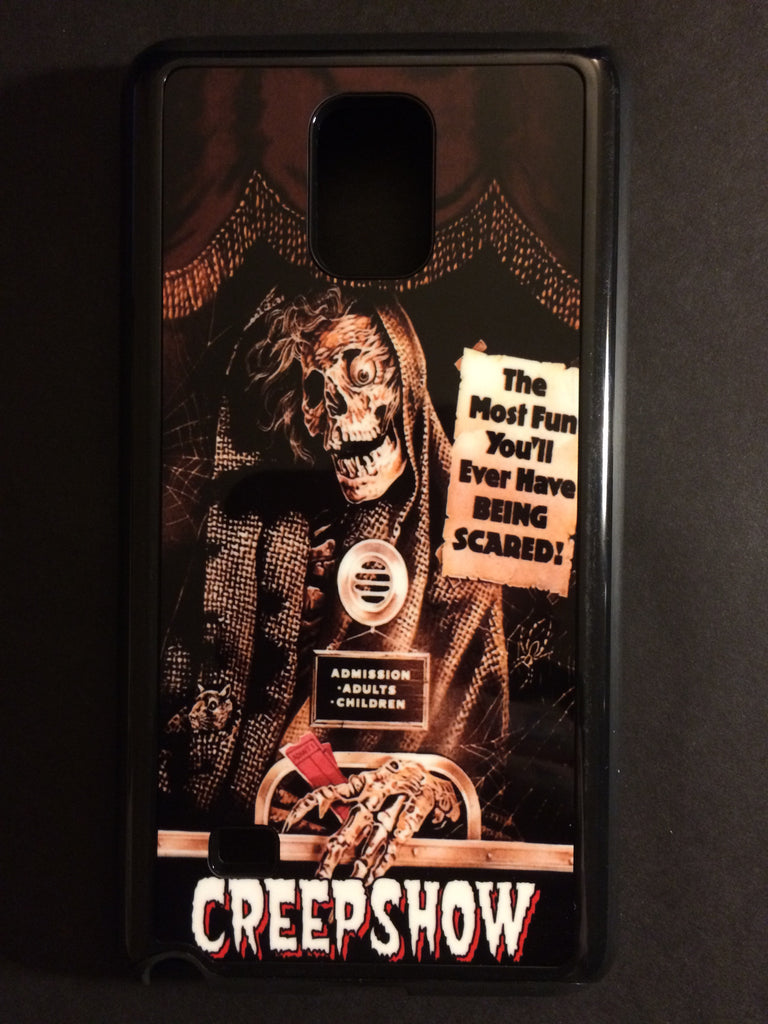 The
Most Fun
You'll
Ever Have
BEING
SCARED!
ADMISSION
·ADULTS
·CHILDREN
CREEPSHOW